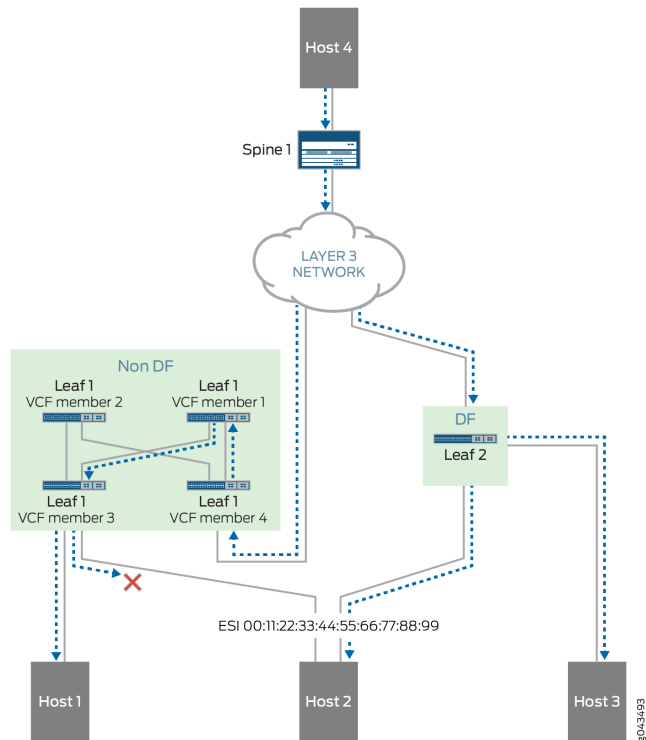 Host 4
Spine 1
LAYER 3
NETWORK
Non DF
Leaf 1
VCF member 2
Leaf 1
VCF member 1
Leaf 1
VCF member 3
Leaf 1
VCF member 4
DF
Leaf 2
ESI 00:11:22:33:44:55:66:77:88:99
Host 1
Host 2
Host 3
g043493